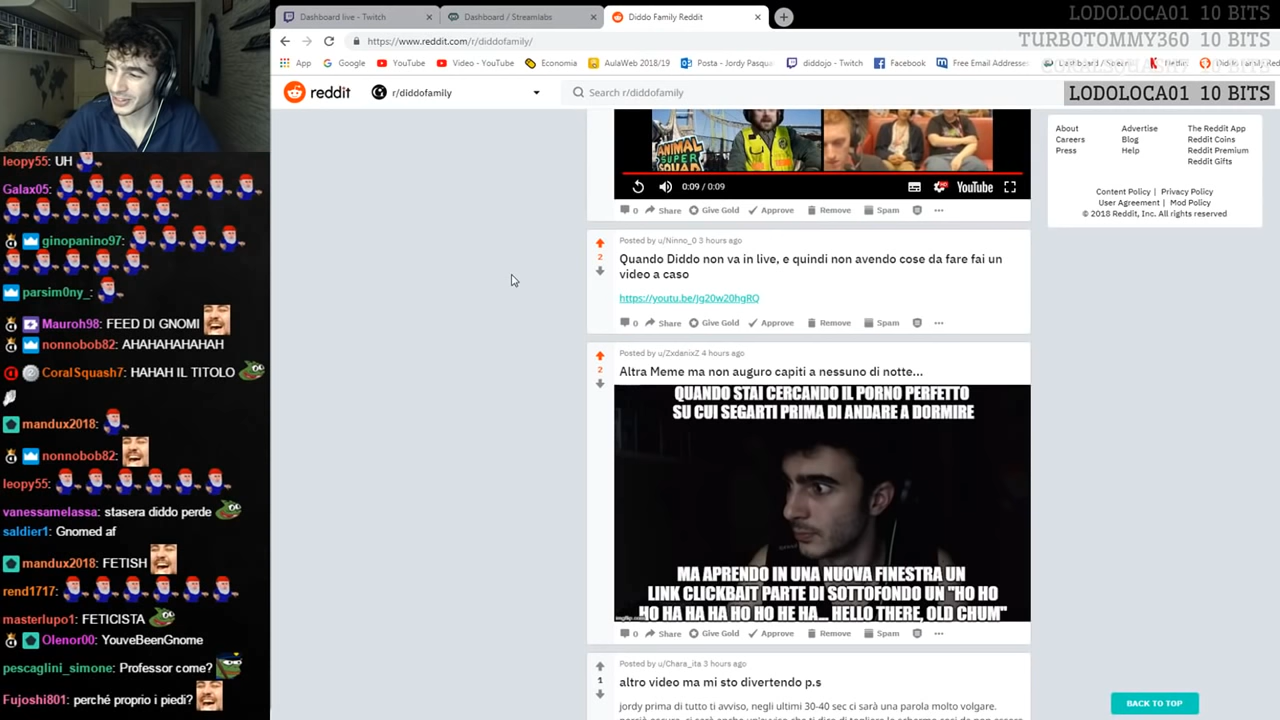 Dashboard live - Twitch
Dashboard / Streamlabs
Diddo Family Reddit
https://www.reddit.com/r/diddofamily/
App
Google
YouTube
Video - YouTube
Economia
AulaWeb 2018/19
Posta - Jordy Pasqua
diddojo - Twitch
Facebook
Free Email Addresses
LODOLOCA01 10 BITS
TURBOTOMMY360 10 BITS
LODOLOCA01 10 BITS
reddit
r/diddofamily
Search r/diddofamily
leopy55: UH
Galax05:
ginopanino97:
parsim0ny_:
Mauroh98: FEED DI GNOMI
nonnobob82: AHAHAHAHAHAH
CoralSquash7: HAHAH IL TITOLO
mandux2018:
nonnobob82:
leopy55:
vanessamelassa: stasera diddo perde
saldier1: Gnomed af
mandux2018: FETISH
rend1717:
masterlupo1: FETICISTA
Olenor00: YouveBeenGnome
pescaglini_simone: Professor come?
Fujoshi801: perché proprio i piedi?
ANIMAL SUPER SQUAD
0:09 / 0:09
YouTube
0 Share Give Gold Approve Remove Spam
2
Posted by u/Ninno_0 3 hours ago
Quando Diddo non va in live, e quindi non avendo cose da fare fai un
video a caso
https://youtu.be/Jg20w20hgRQ
0 Share Give Gold Approve Remove Spam
2
Posted by u/ZxdanixZ 4 hours ago
Altra Meme ma non auguro capiti a nessuno di notte...
QUANDO STAI CERCANDO IL PORNO PERFETTO
SU CUI SEGARTI PRIMA DI ANDARE A DORMIRE
MA APRENDO IN UNA NUOVA FINESTRA UN
LINK CLICKBAIT PARTE DI SOTTOFONDO UN "HO HO
HO HA HA HA HO HO HE HA... HELLO THERE, OLD CHUM"
imgflip.com
0 Share Give Gold Approve Remove Spam
1
Posted by u/Chara_ita 3 hours ago
altro video ma mi sto divertendo p.s
jordy prima di tutto ti avviso, negli ultimi 30-40 sec ci sarà una parola molto volgare.
About Advertise The Reddit App
Careers Blog Reddit Coins
Press Help Reddit Premium
Reddit Gifts
Content Policy | Privacy Policy
User Agreement | Mod Policy
© 2018 Reddit, Inc. All rights reserved
BACK TO TOP